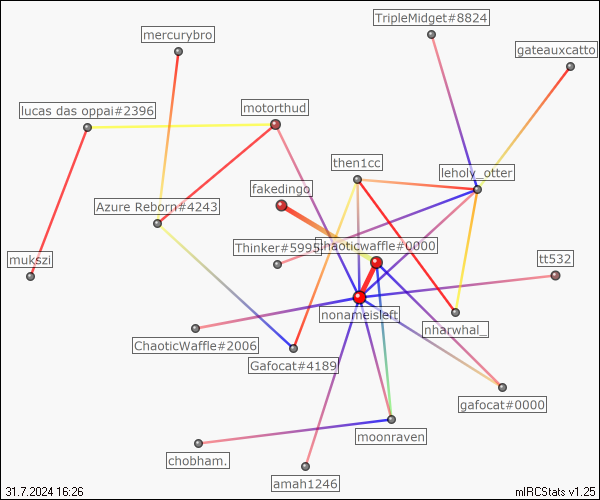 TripleMidget#8824
mercurybro
gateauxcatto
lucas das oppai#2396
motorthud
then1cc
leholy_otter
fakedingo
Azure Reborn#4243
Thinker#5995
Chaoticwaffle#0000
mukszi
tt532
nonameisleft
nharwhal_
ChaoticWaffle#2006
Gafocat#4189
gafocat#0000
moonraven
chobham.
amah1246
31.7.2024 16:26
mIRCStats v1.25